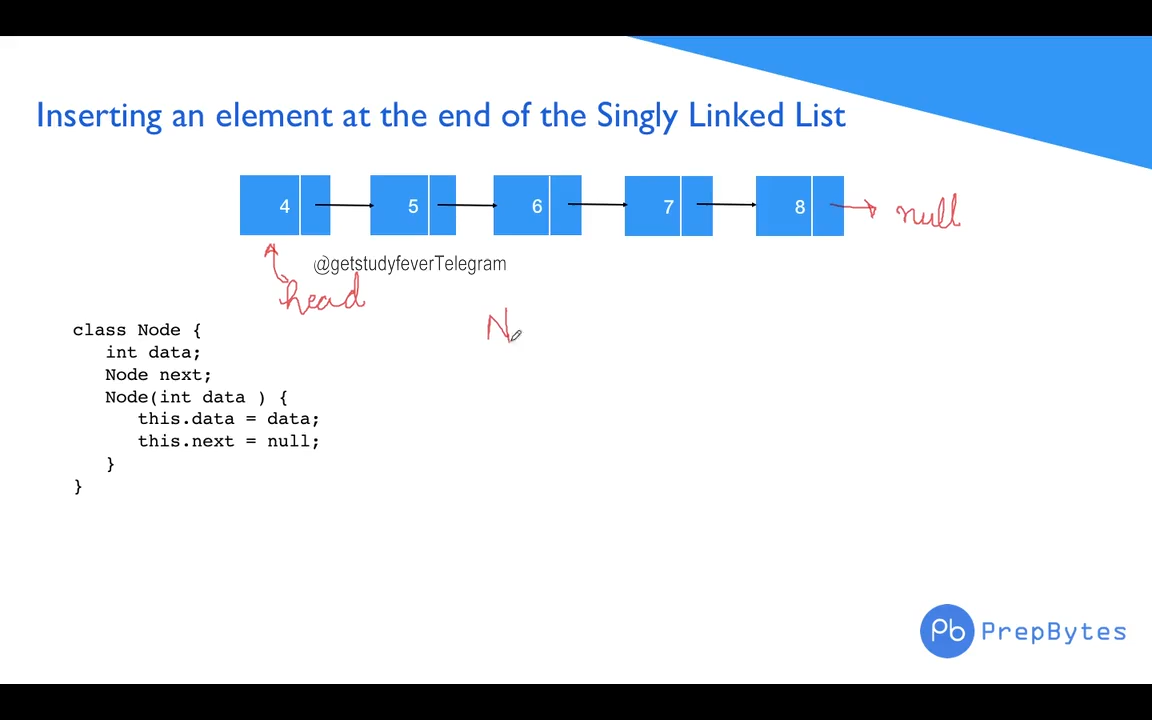 Inserting an element at the end of the Singly Linked List
4 5 6 7 8 null
@getstudyfeverTelegram
head
N
class Node {
int data;
Node next;
Node(int data ) {
this.data = data;
this.next = null;
}
}
Pb PrepBytes